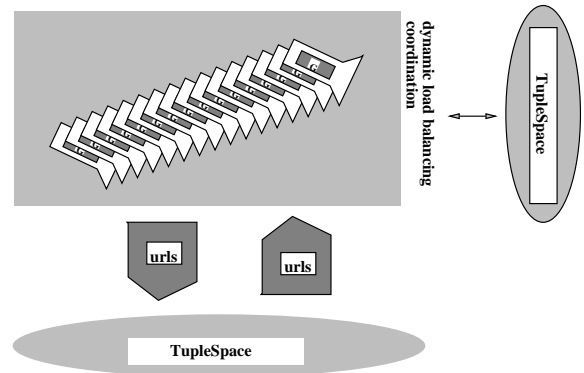 G
dynamic load balancing
coordination
TupleSpace
urls
urls
TupleSpace